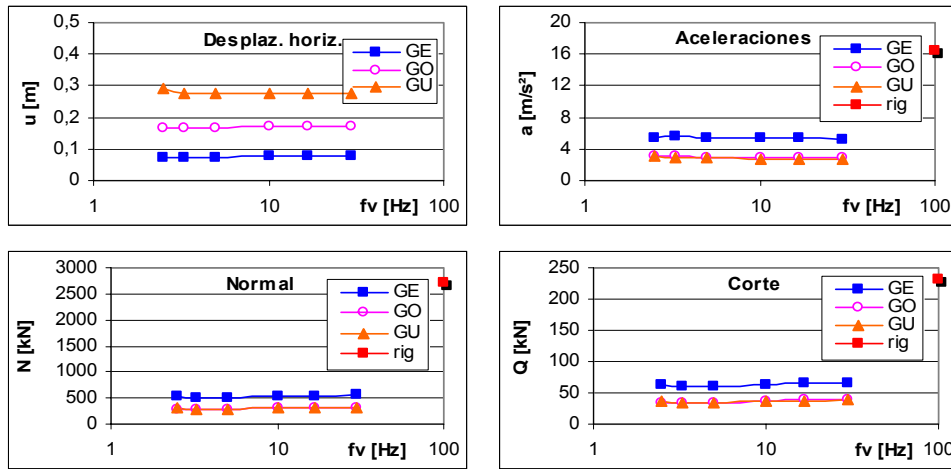 Desplaz. horiz.
u [m]
0,5
0,4
0,3
0,2
0,1
0
1
10
100
fv [Hz]
GE
GO
GU
Aceleraciones
a [m/s²]
20
16
12
8
4
0
1
10
100
fv [Hz]
GE
GO
GU
rig
Normal
N [kN]
3000
2500
2000
1500
1000
500
0
1
10
100
fv [Hz]
GE
GO
GU
rig
Corte
Q [kN]
250
200
150
100
50
0
1
10
100
fv [Hz]
GE
GO
GU
rig